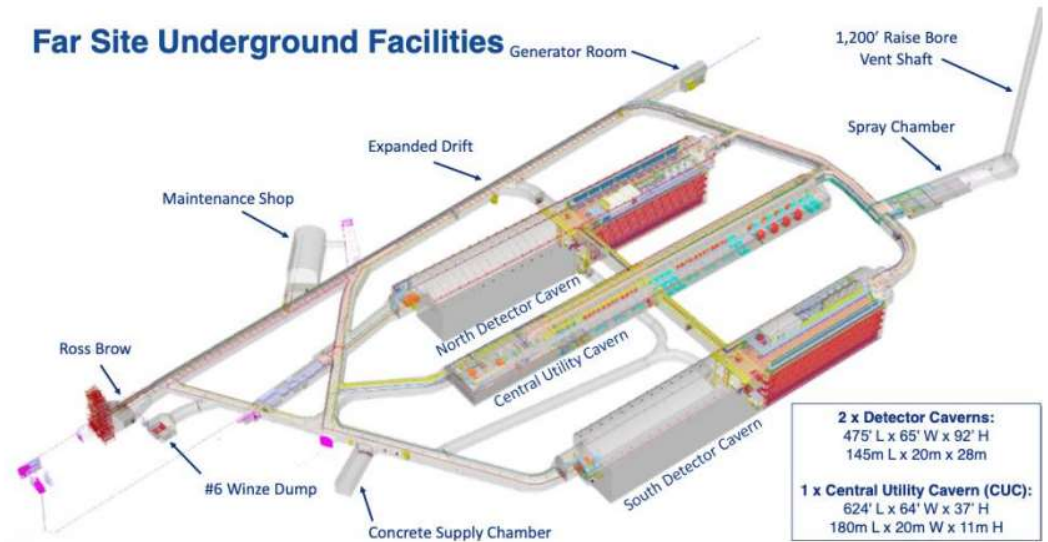 Far Site Underground Facilities
Generator Room
1,200' Raise Bore
Vent Shaft
Spray Chamber
Expanded Drift
Maintenance Shop
North Detector Cavern
Central Utility Cavern
Ross Brow
South Detector Cavern
#6 Winze Dump
Concrete Supply Chamber
2 x Detector Caverns:
475' L x 65' W x 92' H
145m L x 20m x 28m
1 x Central Utility Cavern (CUC):
624' L x 64' W x 37' H
180m L x 20m W x 11m H